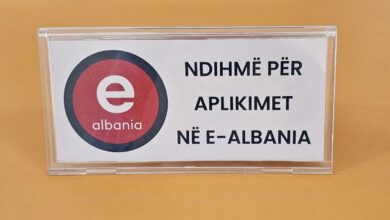 e
albania
NDIHMË PËR
APLIKIMET
NË E-ALBANIA